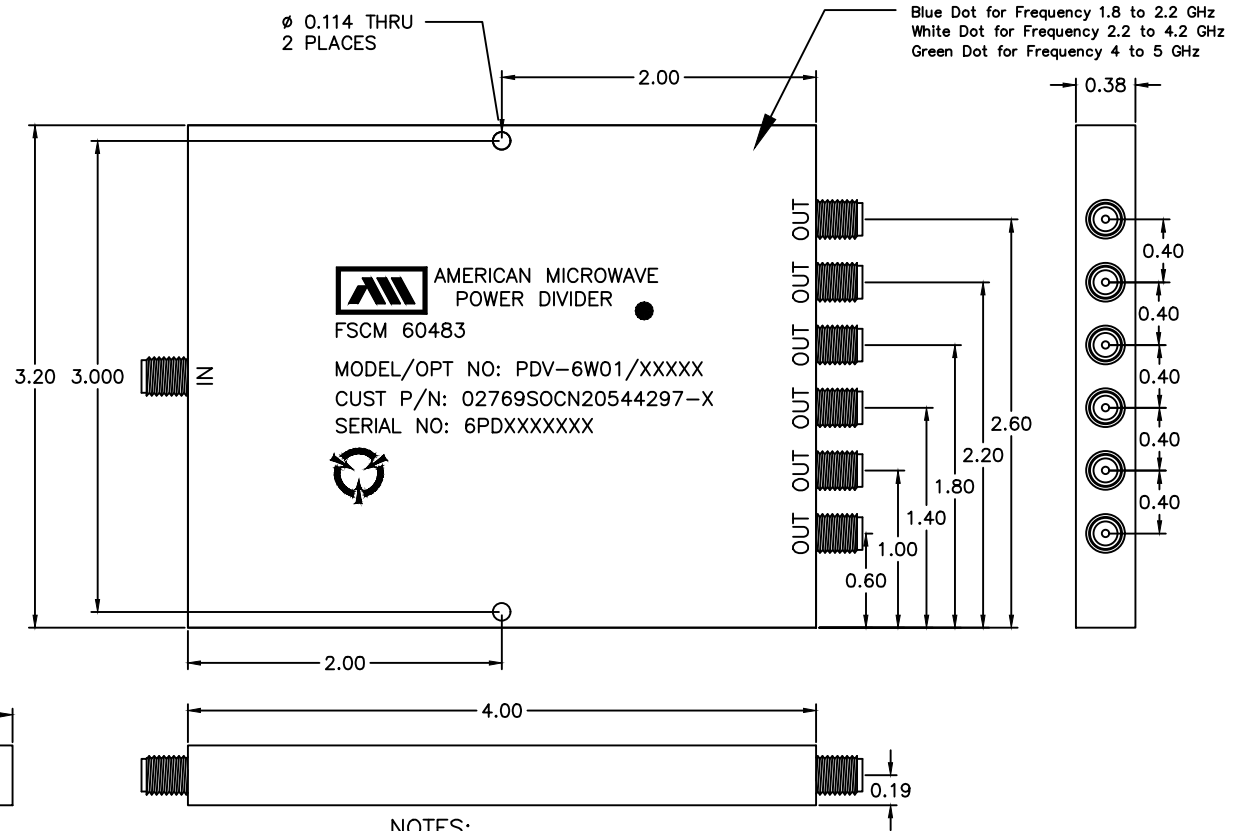 Ø 0.114 THRU
2 PLACES
Blue Dot for Frequency 1.8 to 2.2 GHz
White Dot for Frequency 2.2 to 4.2 GHz
Green Dot for Frequency 4 to 5 GHz
2.00
0.38
OUT
OUT
OUT
OUT
OUT
OUT
0.40
0.40
0.40
0.40
0.40
AMERICAN MICROWAVE
POWER DIVIDER
FSCM 60483
MODEL/OPT NO: PDV-6W01/XXXXX
CUST P/N: 02769SOCN20544297-X
SERIAL NO: 6PDXXXXXXX
3.20
3.000
IN
2.60
2.20
1.80
1.40
1.00
0.60
2.00
4.00
0.19
NOTES: